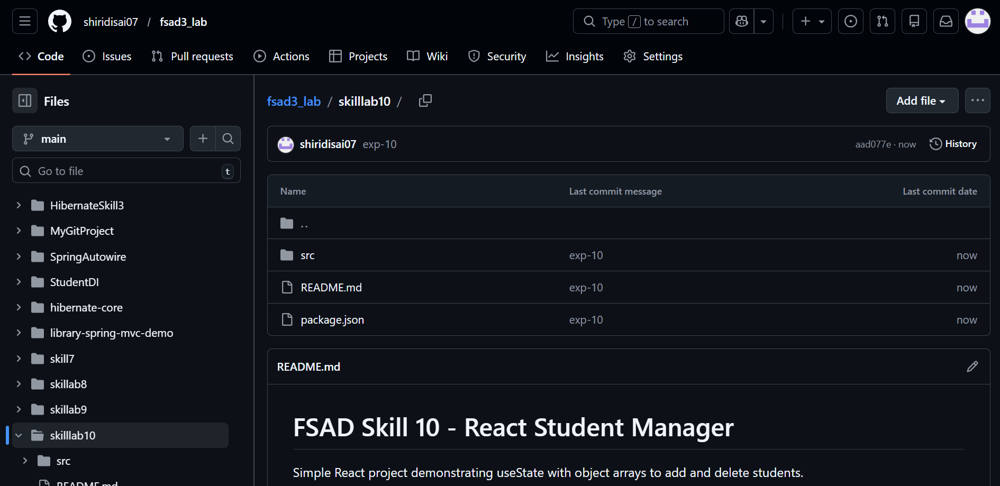 shiridisai07 / fsad3_lab
Type / to search
Code Issues Pull requests Actions Projects Wiki Security Insights Settings
Files
main
Go to file t
HibernateSkill3
MyGitProject
SpringAutowire
StudentDI
hibernate-core
library-spring-mvc-demo
skill7
skillab8
skillab9
skilllab10
src
README.md
fsad3_lab / skilllab10 /
Add file
shiridisai07 exp-10 aad077e · now History
Name Last commit message Last commit date
..
src exp-10 now
README.md exp-10 now
package.json exp-10 now
README.md
FSAD Skill 10 - React Student Manager
Simple React project demonstrating useState with object arrays to add and delete students.